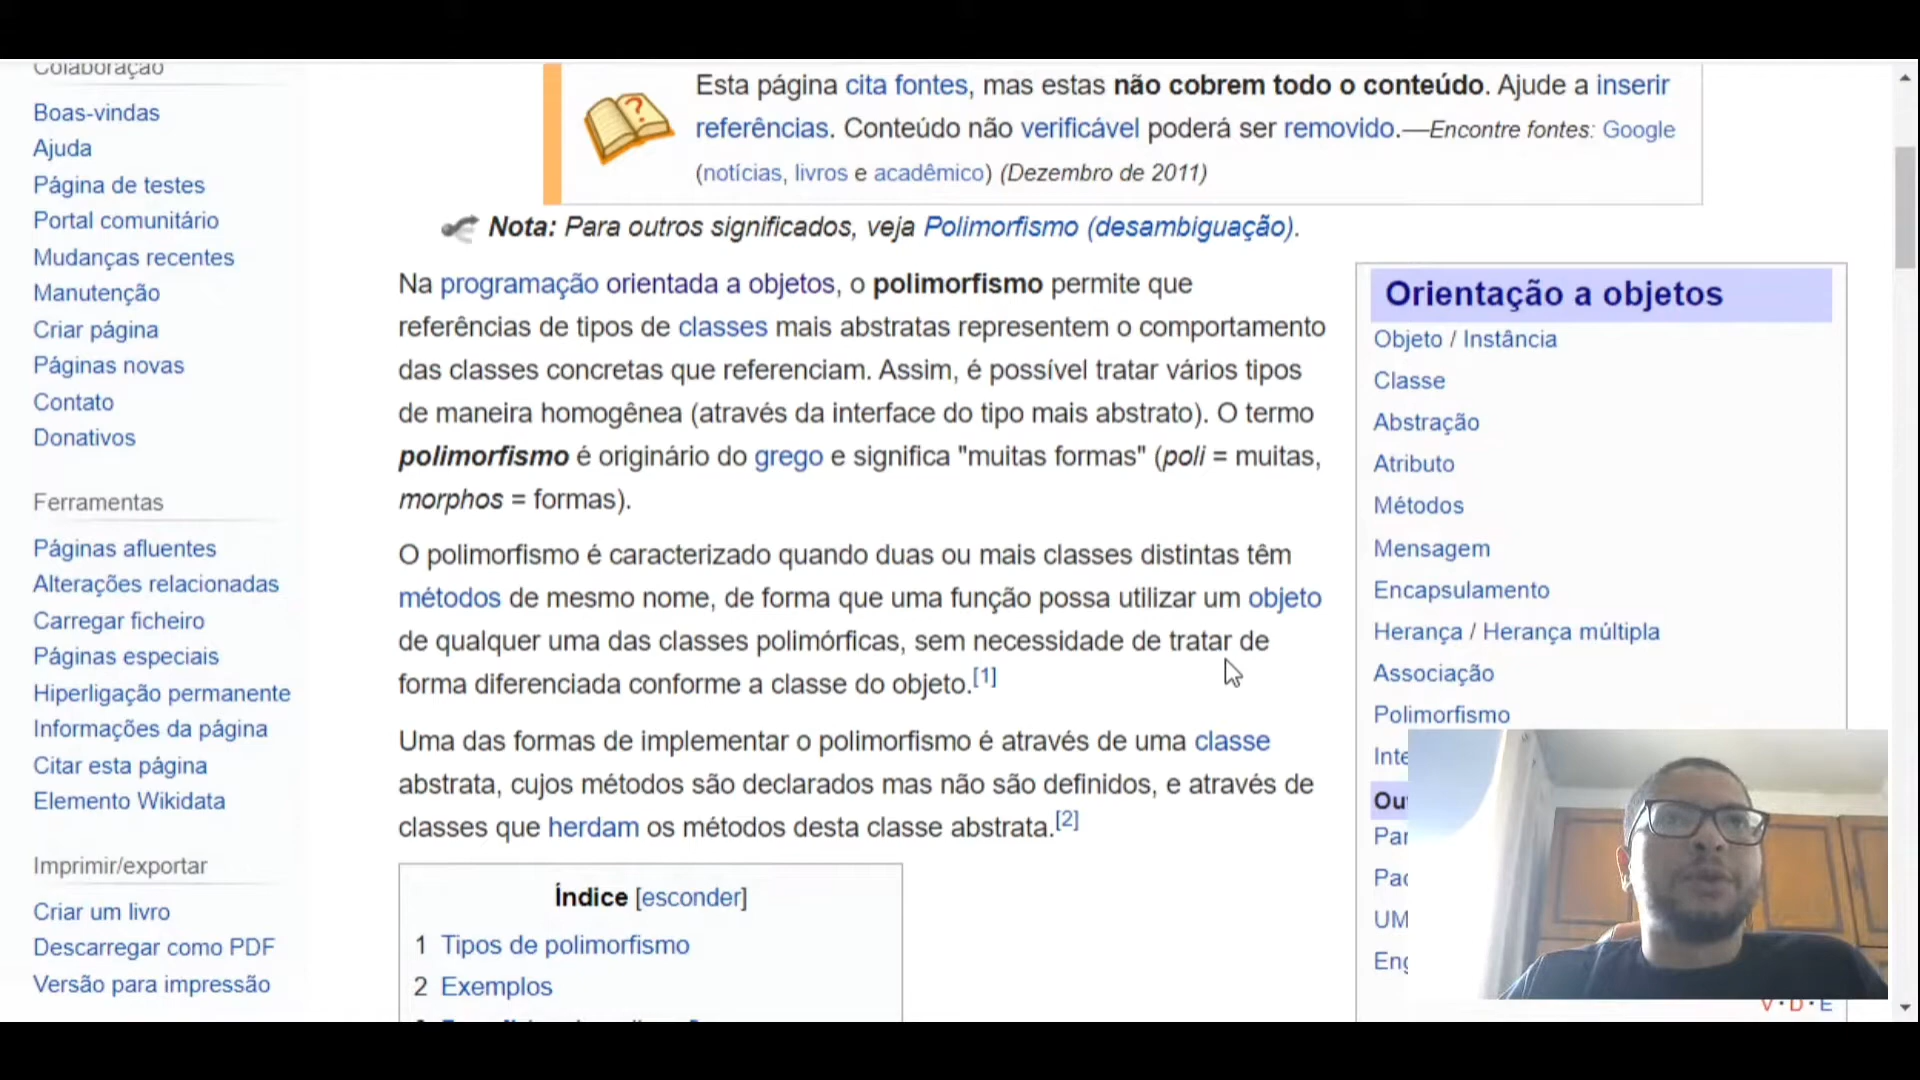 Colaboração
Boas-vindas
Ajuda
Página de testes
Portal comunitário
Mudanças recentes
Manutenção
Criar página
Páginas novas
Contato
Donativos
Ferramentas
Páginas afluentes
Alterações relacionadas
Carregar ficheiro
Páginas especiais
Hiperligação permanente
Informações da página
Citar esta página
Elemento Wikidata
Imprimir/exportar
Criar um livro
Descarregar como PDF
Versão para impressão
Esta página cita fontes, mas estas não cobrem todo o conteúdo. Ajude a inserir
referências. Conteúdo não verificável poderá ser removido.—Encontre fontes: Google
(notícias, livros e acadêmico) (Dezembro de 2011)
Nota: Para outros significados, veja Polimorfismo (desambiguação).
Na programação orientada a objetos, o polimorfismo permite que
referências de tipos de classes mais abstratas representem o comportamento
das classes concretas que referenciam. Assim, é possível tratar vários tipos
de maneira homogênea (através da interface do tipo mais abstrato). O termo
polimorfismo é originário do grego e significa "muitas formas" (poli = muitas,
morphos = formas).
O polimorfismo é caracterizado quando duas ou mais classes distintas têm
métodos de mesmo nome, de forma que uma função possa utilizar um objeto
de qualquer uma das classes polimórficas, sem necessidade de tratar de
forma diferenciada conforme a classe do objeto.[1]
Uma das formas de implementar o polimorfismo é através de uma classe
abstrata, cujos métodos são declarados mas não são definidos, e através de
classes que herdam os métodos desta classe abstrata.[2]
Índice [esconder]
1 Tipos de polimorfismo
2 Exemplos
Orientação a objetos
Objeto / Instância
Classe
Abstração
Atributo
Métodos
Mensagem
Encapsulamento
Herança / Herança múltipla
Associação
Polimorfismo
Inte
Ou
Par
Pad
UM
Eng
V · D · E